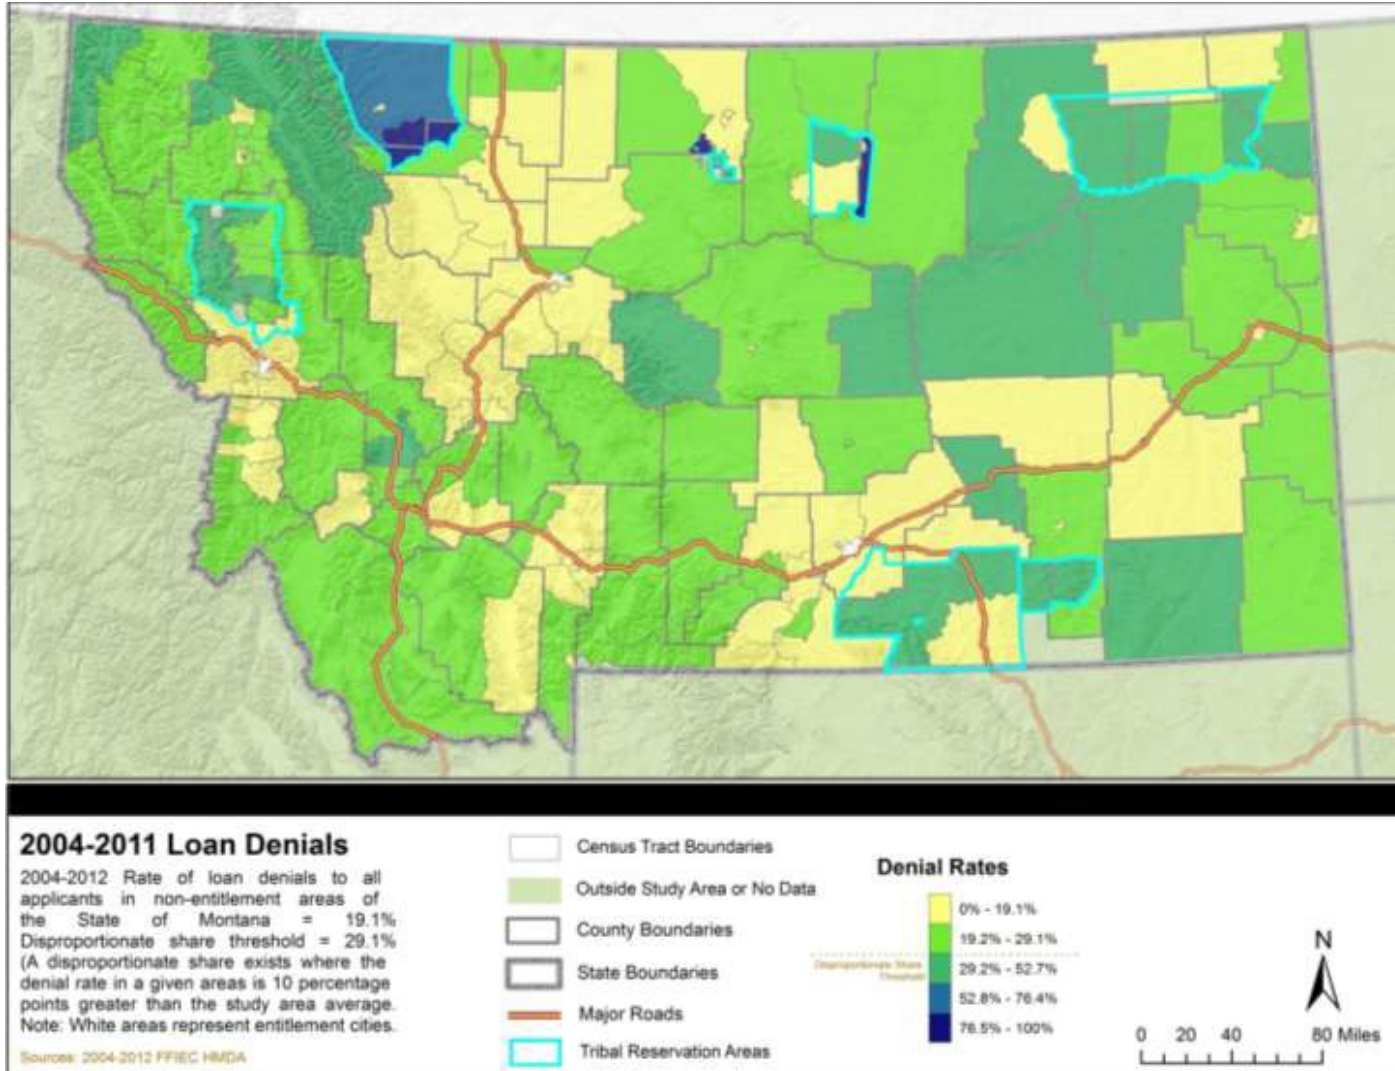 2004-2011 Loan Denials
2004-2012 Rate of loan denials to all
applicants in non-entitlement areas of
the State of Montana = 19.1%
Disproportionate share threshold = 29.1%
(A disproportionate share exists where the
denial rate in a given areas is 10 percentage
points greater than the study area average.
Note: White areas represent entitlement cities.
Sources: 2004-2012 FFIEC HMDA
Census Tract Boundaries
Outside Study Area or No Data
County Boundaries
State Boundaries
Major Roads
Tribal Reservation Areas
Denial Rates
0% - 19.1%
19.2% - 29.1%
Disproportionate Share
Threshold
29.2% - 52.7%
52.8% - 76.4%
76.5% - 100%
N
0 20 40 80 Miles